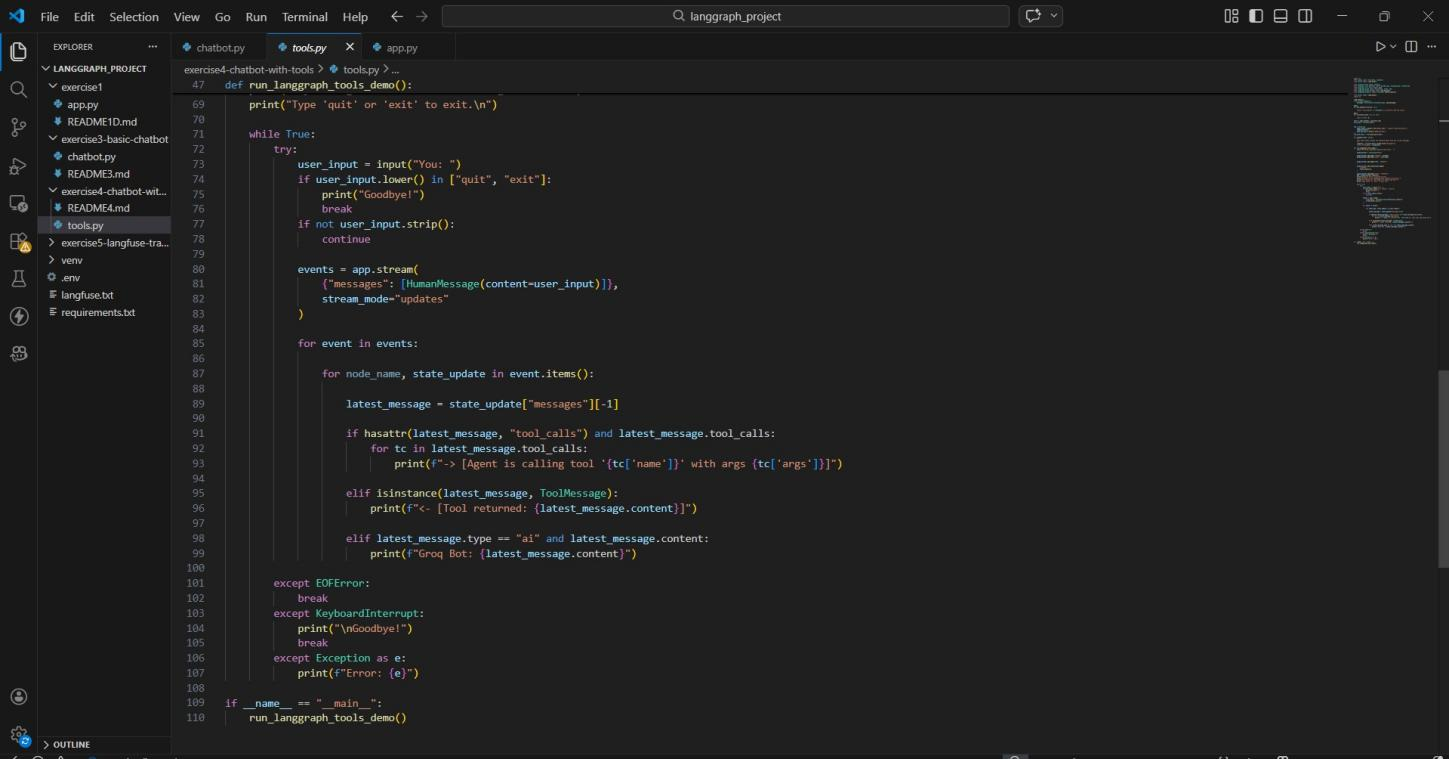 File Edit Selection View Go Run Terminal Help
langgraph_project
EXPLORER
chatbot.py
tools.py
app.py
LANGGRAPH_PROJECT
exercise1
app.py
README1D.md
exercise3-basic-chatbot
chatbot.py
README3.md
exercise4-chatbot-wit...
README4.md
tools.py
exercise5-langfuse-tra...
venv
.env
langfuse.txt
requirements.txt
OUTLINE
exercise4-chatbot-with-tools > tools.py > ...
47 def run_langgraph_tools_demo():
69 print("Type 'quit' or 'exit' to exit.\n")
70
71 while True:
72 try:
73 user_input = input("You: ")
74 if user_input.lower() in ["quit", "exit"]:
75 print("Goodbye!")
76 break
77 if not user_input.strip():
78 continue
79
80 events = app.stream(
81 {"messages": [HumanMessage(content=user_input)]},
82 stream_mode="updates"
83 )
84
85 for event in events:
86
87 for node_name, state_update in event.items():
88
89 latest_message = state_update["messages"][-1]
90
91 if hasattr(latest_message, "tool_calls") and latest_message.tool_calls:
92 for tc in latest_message.tool_calls:
93 print(f"-> [Agent is calling tool '{tc['name']}' with args {tc['args']}]")
94
95 elif isinstance(latest_message, ToolMessage):
96 print(f"<- [Tool returned: {latest_message.content}]")
97
98 elif latest_message.type == "ai" and latest_message.content:
99 print(f"Groq Bot: {latest_message.content}")
100
101 except EOFError:
102 break
103 except KeyboardInterrupt:
104 print("\nGoodbye!")
105 break
106 except Exception as e:
107 print(f"Error: {e}")
108
109 if __name__ == "__main__":
110 run_langgraph_tools_demo()